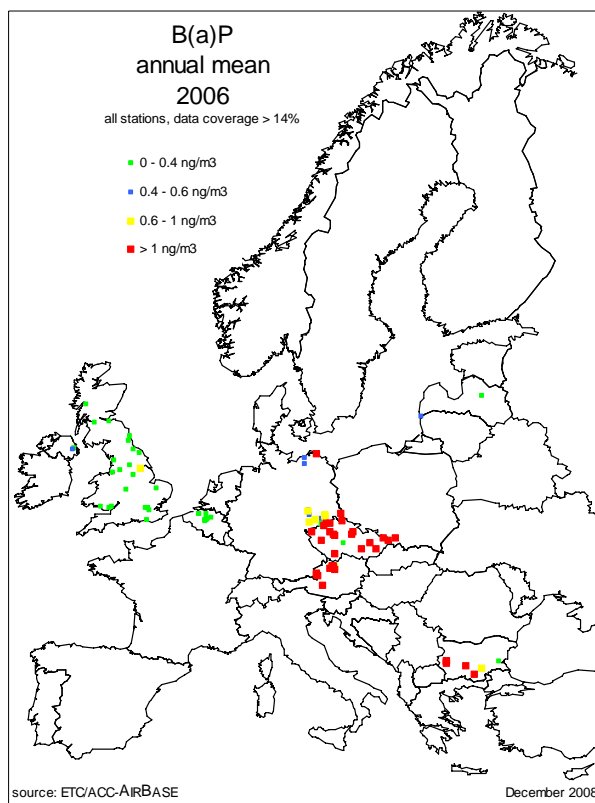 B(a)P
annual mean
2006
all stations, data coverage > 14%
0 - 0.4 ng/m3
0.4 - 0.6 ng/m3
0.6 - 1 ng/m3
> 1 ng/m3
source: ETC/ACC-AIRBASE
December 2008